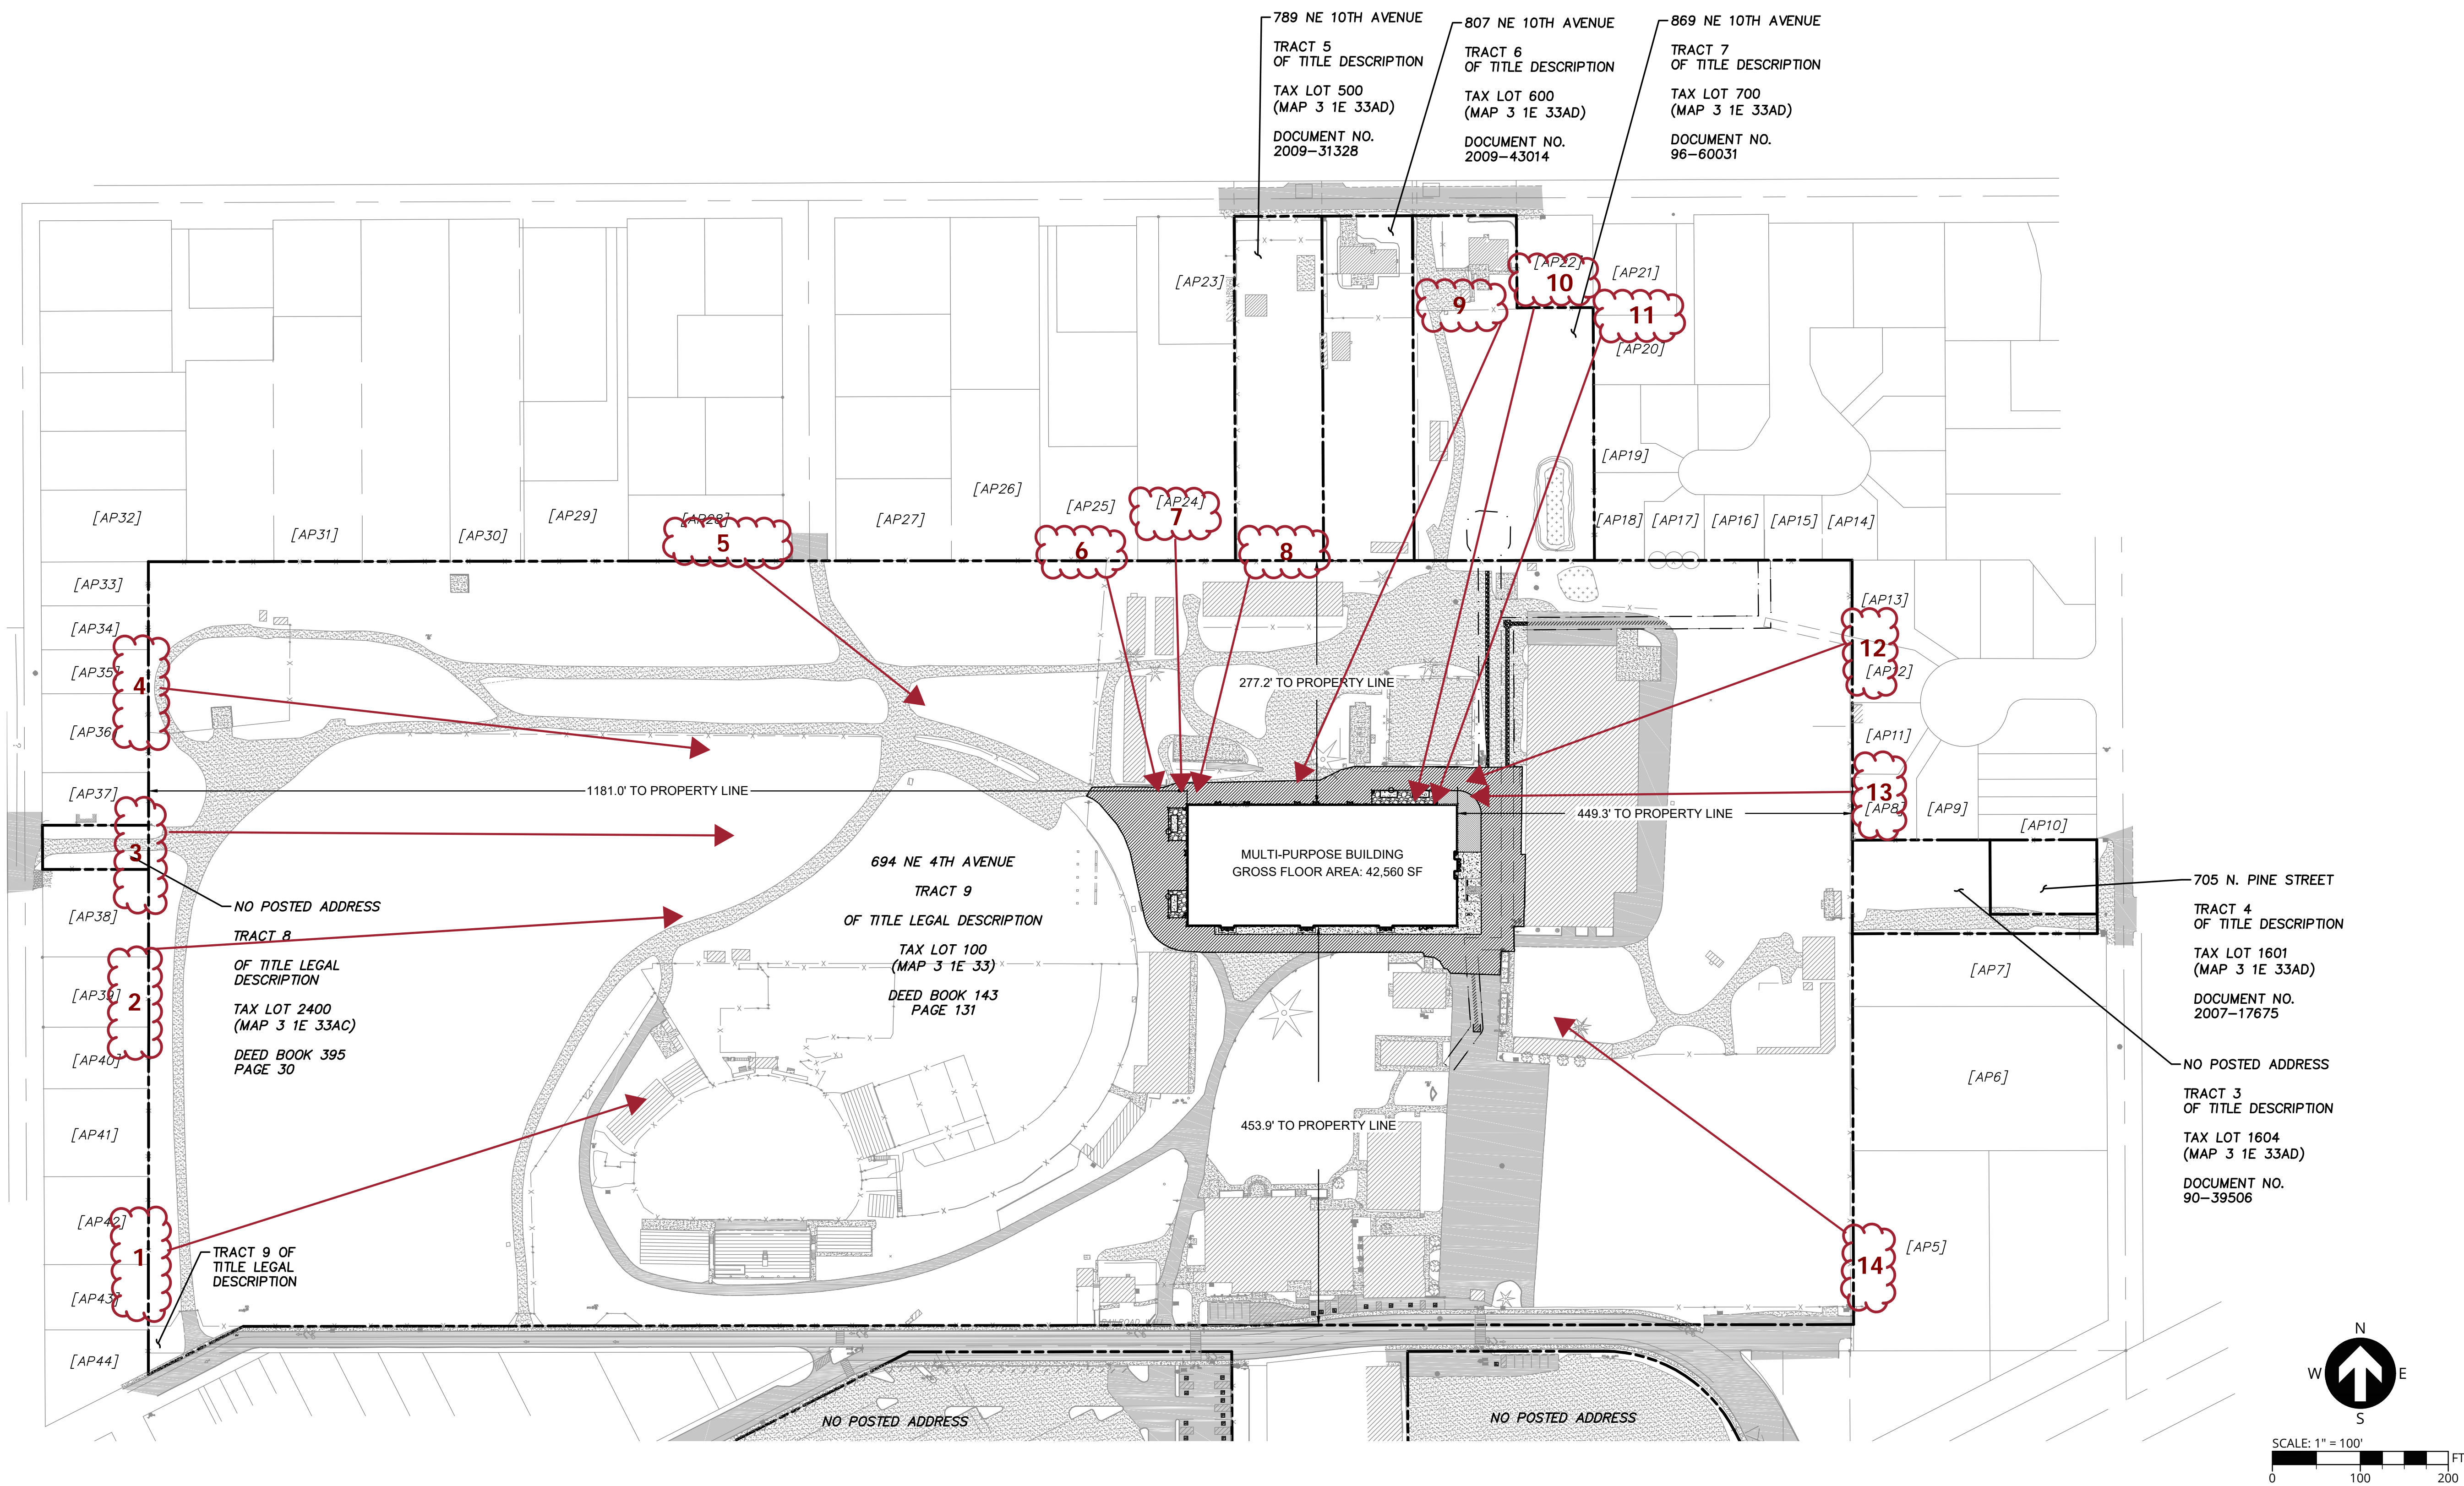 789 NE 10TH AVENUE
TRACT 5
OF TITLE DESCRIPTION
TAX LOT 500
(MAP 3 1E 33AD)
DOCUMENT NO.
2009-31328
807 NE 10TH AVENUE
TRACT 6
OF TITLE DESCRIPTION
TAX LOT 600
(MAP 3 1E 33AD)
DOCUMENT NO.
2009-43014
869 NE 10TH AVENUE
TRACT 7
OF TITLE DESCRIPTION
TAX LOT 700
(MAP 3 1E 33AD)
DOCUMENT NO.
96-60031
[AP23]
[AP22]
[AP21]
9
10
11
[AP20]
[AP19]
[AP32]
[AP31]
[AP30]
[AP29]
[AP28]
5
[AP27]
[AP26]
[AP25]
6
[AP24]
7
8
[AP18]
[AP17]
[AP16]
[AP15]
[AP14]
[AP33]
[AP34]
[AP35]
4
[AP36]
[AP37]
3
[AP38]
[AP39]
2
[AP40]
[AP41]
[AP42]
1
[AP43]
[AP44]
[AP13]
12
[AP12]
[AP11]
13
[AP8]
[AP9]
[AP10]
[AP7]
[AP6]
[AP5]
14
277.2' TO PROPERTY LINE
1181.0' TO PROPERTY LINE
449.3' TO PROPERTY LINE
453.9' TO PROPERTY LINE
MULTI-PURPOSE BUILDING
GROSS FLOOR AREA: 42,560 SF
694 NE 4TH AVENUE
TRACT 9
OF TITLE LEGAL DESCRIPTION
TAX LOT 100
(MAP 3 1E 33)
DEED BOOK 143
PAGE 131
NO POSTED ADDRESS
TRACT 8
OF TITLE LEGAL
DESCRIPTION
TAX LOT 2400
(MAP 3 1E 33AC)
DEED BOOK 395
PAGE 30
TRACT 9 OF
TITLE LEGAL
DESCRIPTION
705 N. PINE STREET
TRACT 4
OF TITLE DESCRIPTION
TAX LOT 1601
(MAP 3 1E 33AD)
DOCUMENT NO.
2007-17675
NO POSTED ADDRESS
TRACT 3
OF TITLE DESCRIPTION
TAX LOT 1604
(MAP 3 1E 33AD)
DOCUMENT NO.
90-39506
NO POSTED ADDRESS
NO POSTED ADDRESS
N
W
E
S
SCALE: 1" = 100'
FT
0
100
200